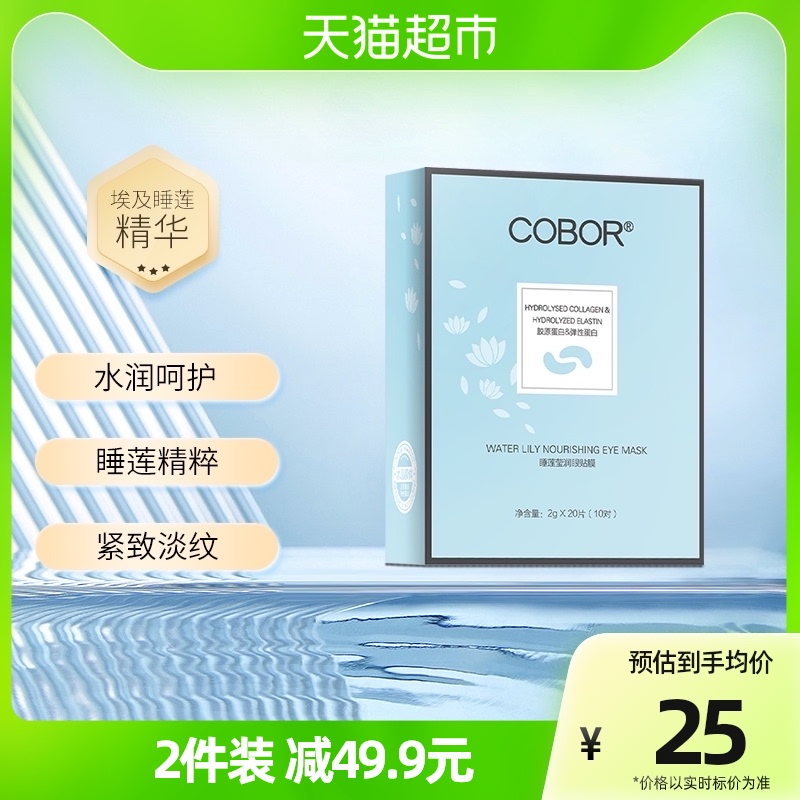 天猫超市
埃及睡莲
精华
水润呵护
睡莲精粹
紧致淡纹
COBOR®
HYDROLYSED COLLAGEN &
HYDROLYZED ELASTIN
胶原蛋白&弹性蛋白
WATER LILY NOURISHING EYE MASK
睡莲莹润眼贴膜
净含量：2g X 20片（10对）
预估到手均价
¥ 25
*价格以实时标价为准
2件装 减49.9元